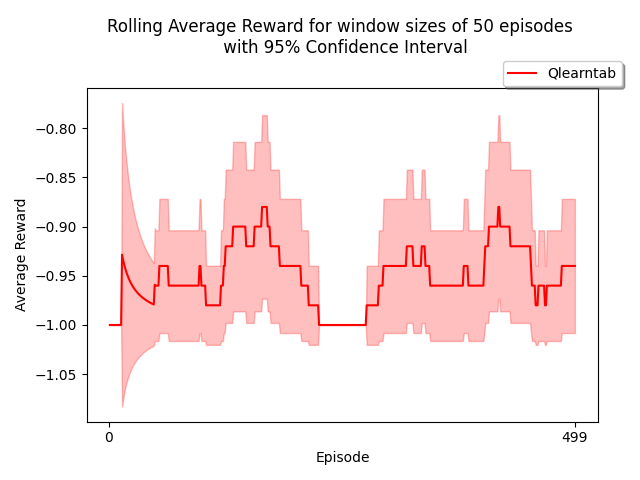 Rolling Average Reward for window sizes of 50 episodes
with 95% Confidence Interval
Qlearntab
Average Reward
−0.80
−0.85
−0.90
−0.95
−1.00
−1.05
0
499
Episode